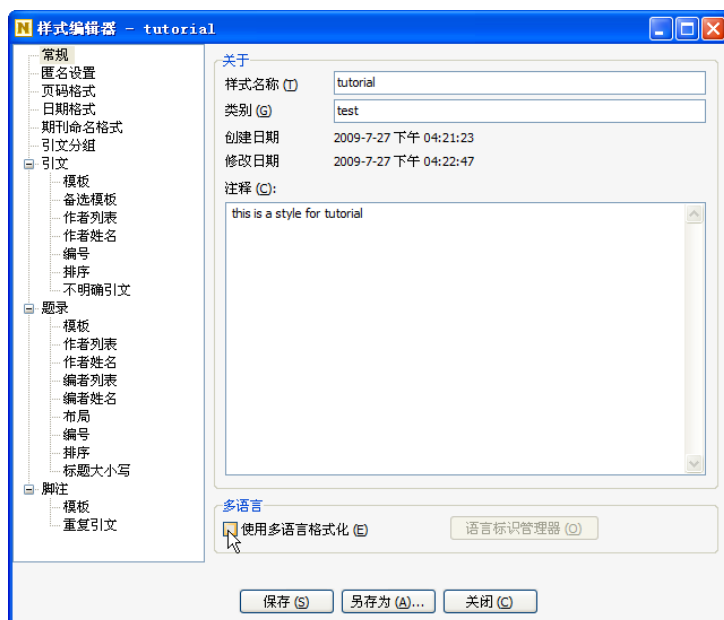 样式编辑器 - tutorial
常规
匿名设置
页码格式
日期格式
期刊命名格式
引文分组
引文
模板
备选模板
作者列表
作者姓名
编号
排序
不明确引文
题录
模板
作者列表
作者姓名
编者列表
编者姓名
布局
编号
排序
标题大小写
脚注
模板
重复引文
关于
样式名称 (T) tutorial
类别 (G) test
创建日期 2009-7-27 下午 04:21:23
修改日期 2009-7-27 下午 04:22:47
注释 (C):
this is a style for tutorial
多语言
使用多语言格式化 (E) 语言标识管理器 (O)
保存 (S) 另存为 (A)... 关闭 (C)